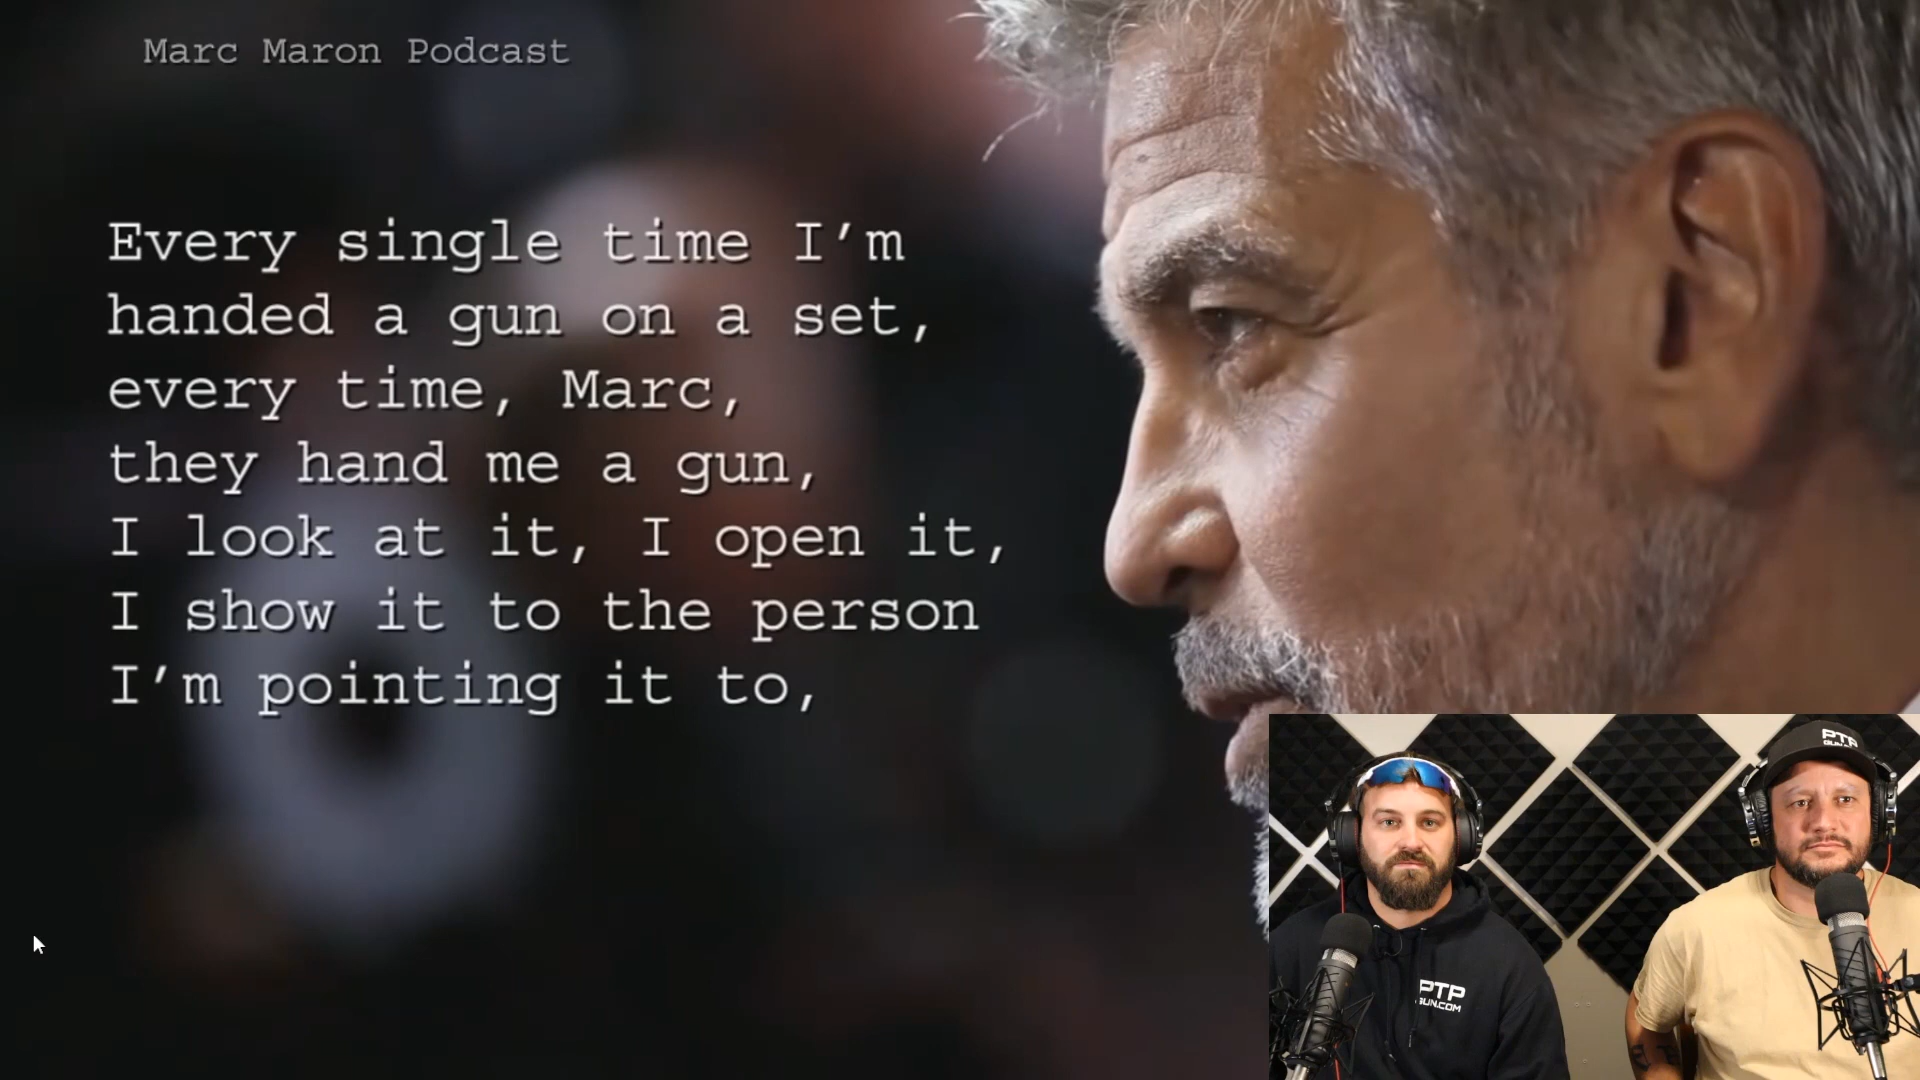 Marc Maron Podcast
Every single time I’m
handed a gun on a set,
every time, Marc,
they hand me a gun,
I look at it, I open it,
I show it to the person
I’m pointing it to,
PTP
GUN.COM
PTP